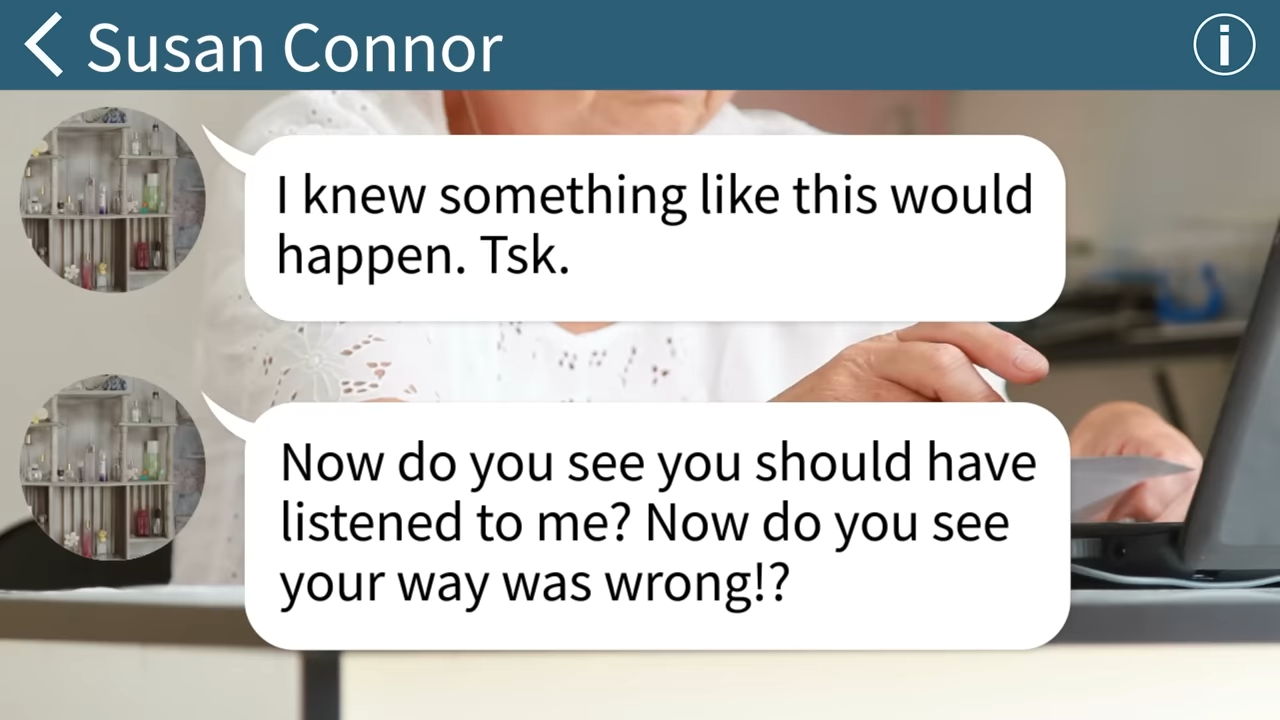 Susan Connor
I knew something like this would
happen. Tsk.
Now do you see you should have
listened to me? Now do you see
your way was wrong!?